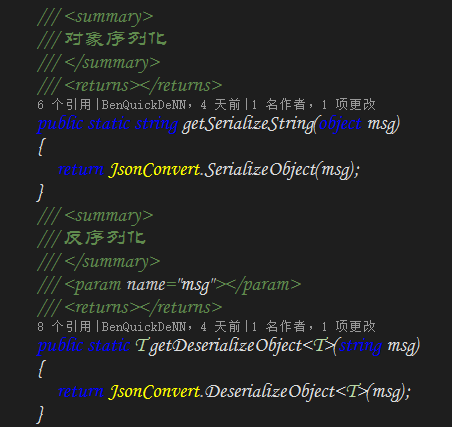 /// <summary>
/// 对象序列化
/// </summary>
/// <returns></returns>
6 个引用|BenQuickDeNN，4 天前|1 名作者，1 项更改
public static string getSerializeString(object msg)
{
return JsonConvert.SerializeObject(msg);
}
/// <summary>
/// 反序列化
/// </summary>
/// <param name="msg"></param>
/// <returns></returns>
8 个引用|BenQuickDeNN，4 天前|1 名作者，1 项更改
public static T getDeserializeObject<T>(string msg)
{
return JsonConvert.DeserializeObject<T>(msg);
}